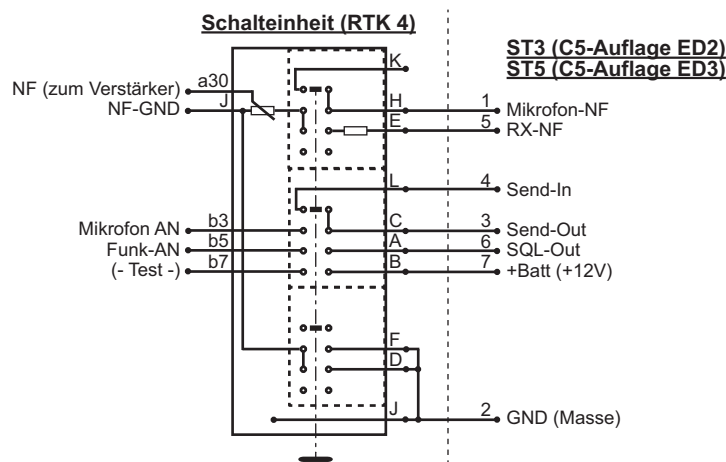 Schalteinheit (RTK 4)
ST3 (C5-Auflage ED2)
ST5 (C5-Auflage ED3)
K
NF (zum Verstärker) a30
NF-GND J
H 1 Mikrofon-NF
E 5 RX-NF
L 4 Send-In
Mikrofon AN b3 C 3 Send-Out
Funk-AN b5 A 6 SQL-Out
(- Test -) b7 B 7 +Batt (+12V)
F
D
J 2 GND (Masse)